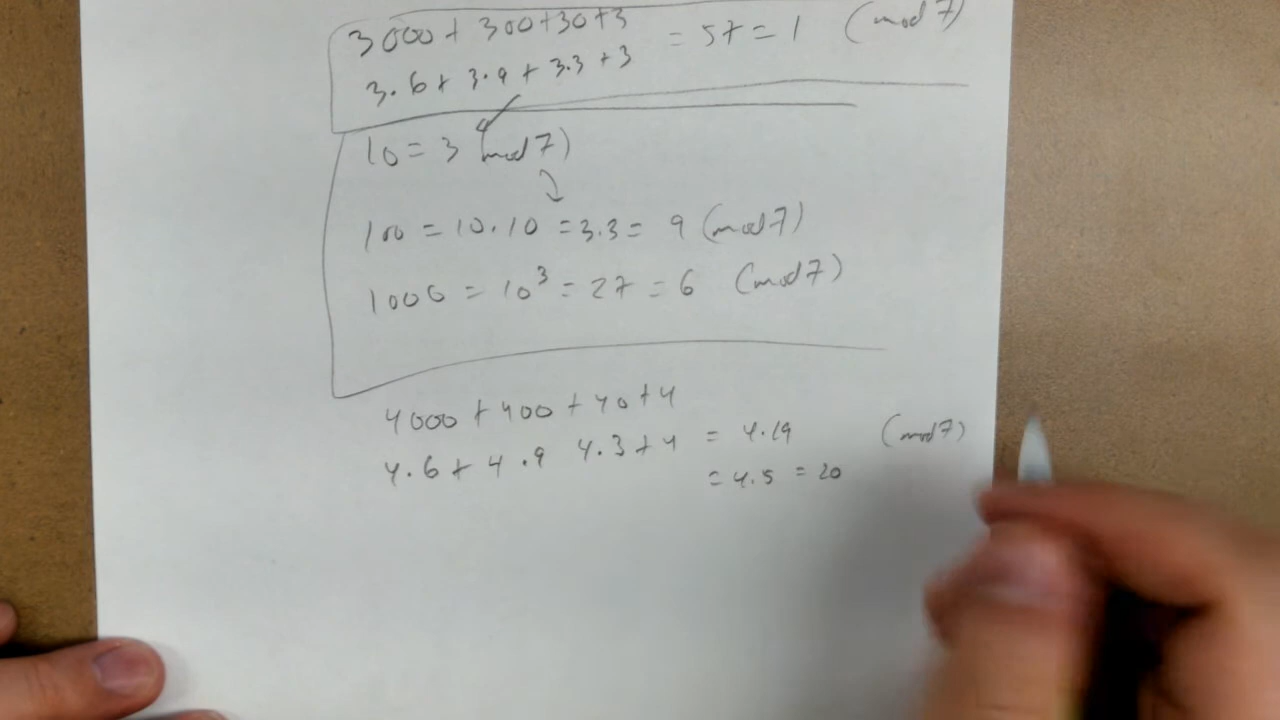 3000 + 300 + 30 + 3
3.6 + 3.9 + 3.3 + 3 = 57 = 1 (mod 7)
10 = 3 (mod 7)
100 = 10.10 = 3.3 = 9 (mod 7)
1000 = 10³ = 27 = 6 (mod 7)
4000 + 400 + 40 + 4
4.6 + 4.9 4.3 + 4 = 4.19 (mod 7)
= 4.5 = 20